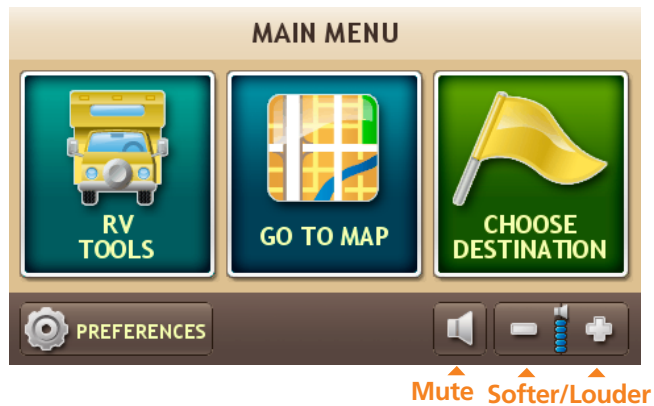 MAIN MENU
RV
TOOLS
GO TO MAP
CHOOSE
DESTINATION
PREFERENCES
Mute Softer/Louder